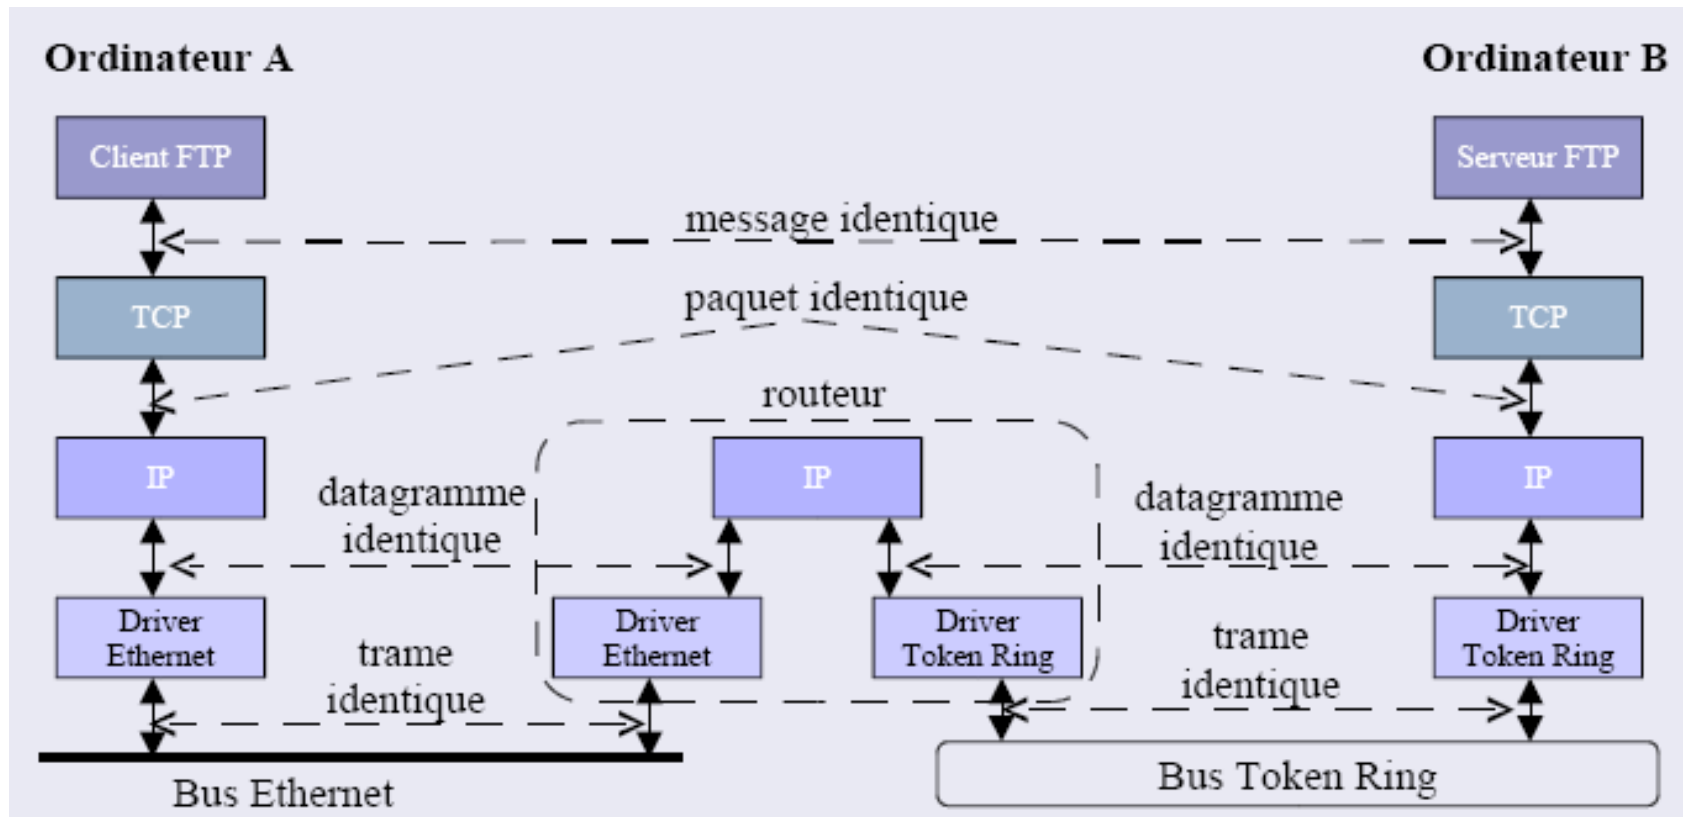 Ordinateur A
Ordinateur B
Client FTP
Serveur FTP
message identique
TCP
paquet identique
TCP
routeur
IP
IP
IP
datagramme
identique
datagramme
identique
Driver
Ethernet
Driver
Ethernet
Driver
Token Ring
Driver
Token Ring
trame
identique
trame
identique
Bus Ethernet
Bus Token Ring